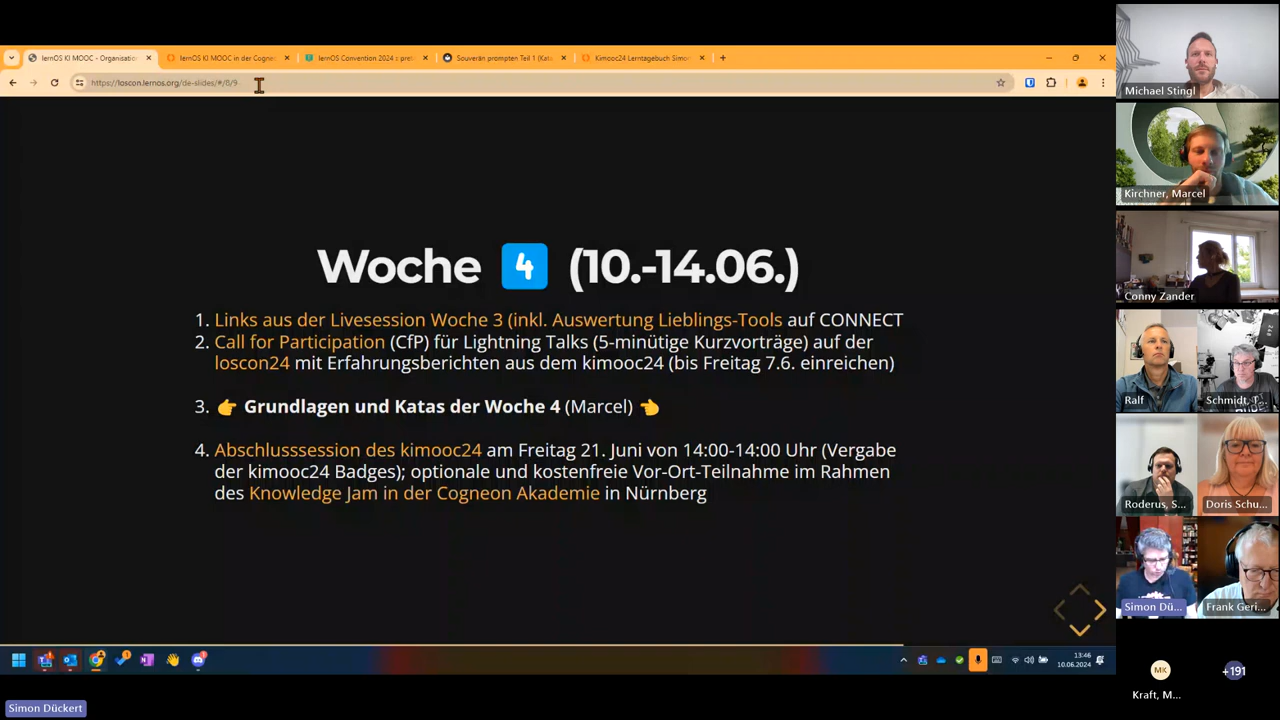 lernOS KI MOOC - Organisatio
lernOS KI MOOC in der Cogne
lernOS Convention 2024 :: pret
Souverän prompten Teil 1 (Kata
Kimooc24 Lerntagebuch Simo
https://loscon.lernos.org/de-slides/#/8/9
Woche 4 (10.-14.06.)
1. Links aus der Livesession Woche 3 (inkl. Auswertung Lieblings-Tools auf CONNECT
2. Call for Participation (CfP) für Lightning Talks (5-minütige Kurzvorträge) auf der
loscon24 mit Erfahrungsberichten aus dem kimooc24 (bis Freitag 7.6. einreichen)
3. 👉 Grundlagen und Katas der Woche 4 (Marcel) 👈
4. Abschlusssession des kimooc24 am Freitag 21. Juni von 14:00-14:00 Uhr (Vergabe
der kimooc24 Badges); optionale und kostenfreie Vor-Ort-Teilnahme im Rahmen
des Knowledge Jam in der Cogneon Akademie in Nürnberg
13:46
10.06.2024
Simon Dückert
Michael Stingl
Kirchner, Marcel
Conny Zander
Ralf
Schmidt, T...
Roderus, S...
Doris Schu...
Simon Dü...
Frank Geri...
MK
Kraft, M...
+191